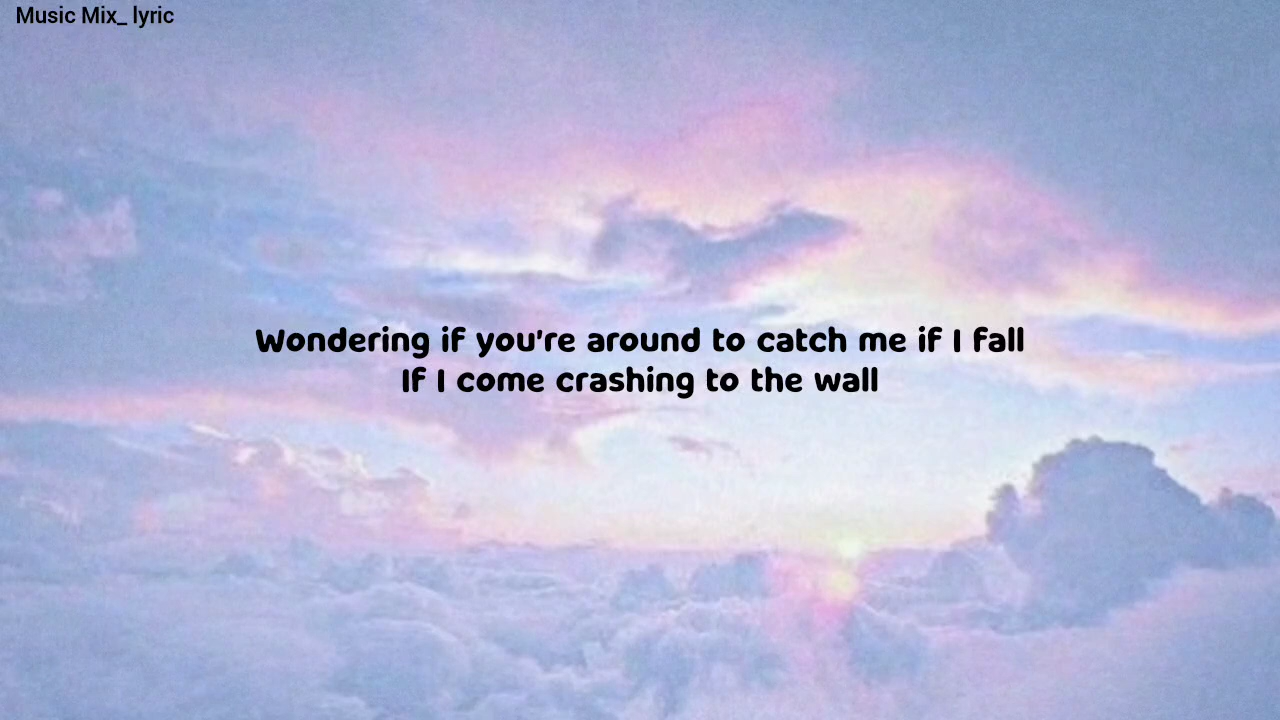 Music Mix_ lyric
Wondering if you're around to catch me if I fall
If I come crashing to the wall